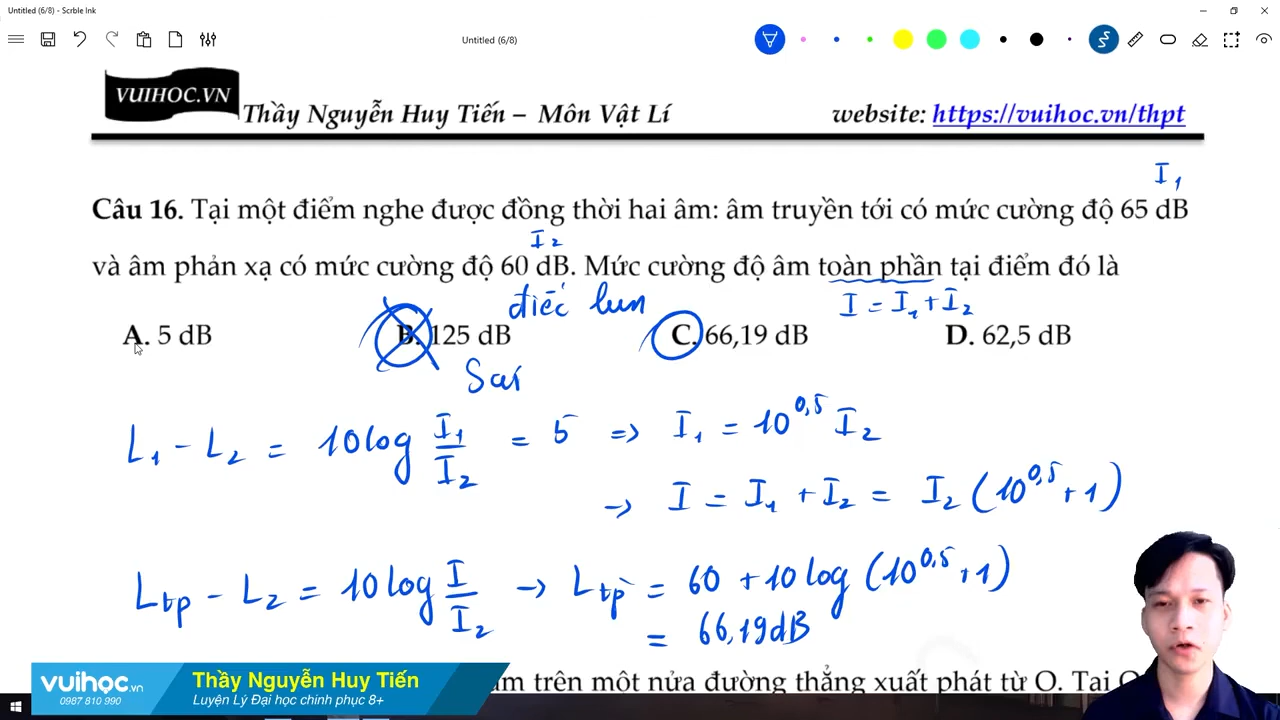 Untitled (6/8) - Scrble Ink
Untitled (6/8)
VUIHOC.VN
Thầy Nguyễn Huy Tiến – Môn Vật Lí
website: https://vuihoc.vn/thpt
I₁
Câu 16. Tại một điểm nghe được đồng thời hai âm: âm truyền tới có mức cường độ 65 dB
I₂
và âm phản xạ có mức cường độ 60 dB. Mức cường độ âm toàn phần tại điểm đó là
điếc lun
I = I₁ + I₂
A. 5 dB B. 125 dB C. 66,19 dB D. 62,5 dB
Sai
L₁ - L₂ = 10log I₁/I₂ = 5 => I₁ = 10^0,5 I₂
→ I = I₁ + I₂ = I₂ (10^0,5 + 1)
Ltp - L₂ = 10log I/I₂ → Ltp = 60 + 10log (10^0,5 + 1)
= 66,19dB
vuihọc.vn
0987 810 990
Thầy Nguyễn Huy Tiến
Luyện Lý Đại học chinh phục 8+
trên một nửa đường thẳng xuất phát từ O. Tại